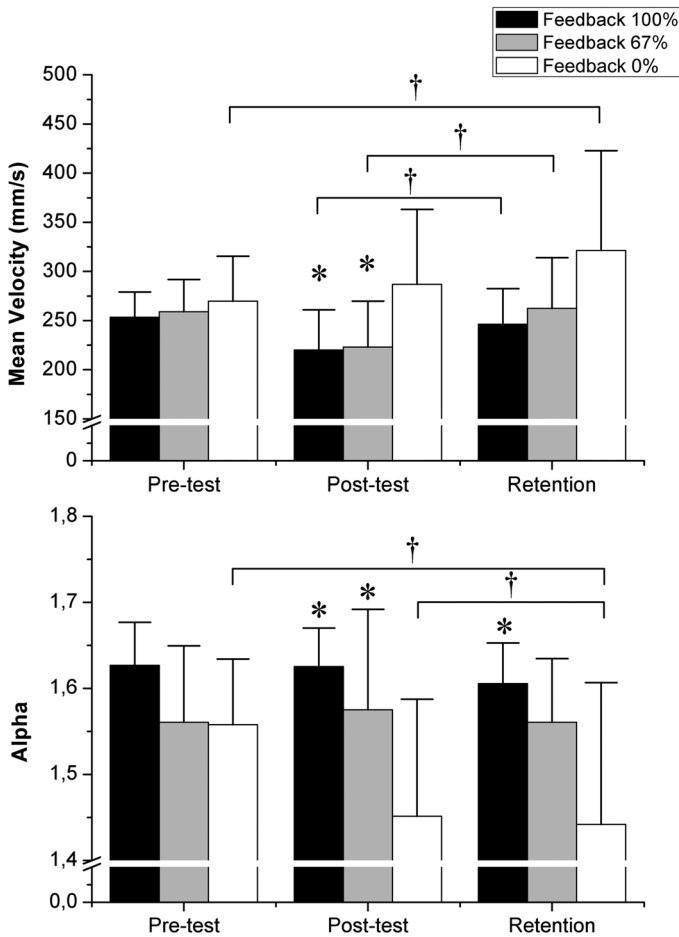 Feedback 100%
Feedback 67%
Feedback 0%
500
450
400
350
300
250
200
150
0
Mean Velocity (mm/s)
†
†
†
* *
Pre-test Post-test Retention
1,8
1,7
1,6
1,5
1,4
0,0
Alpha
†
†
* * *
Pre-test Post-test Retention